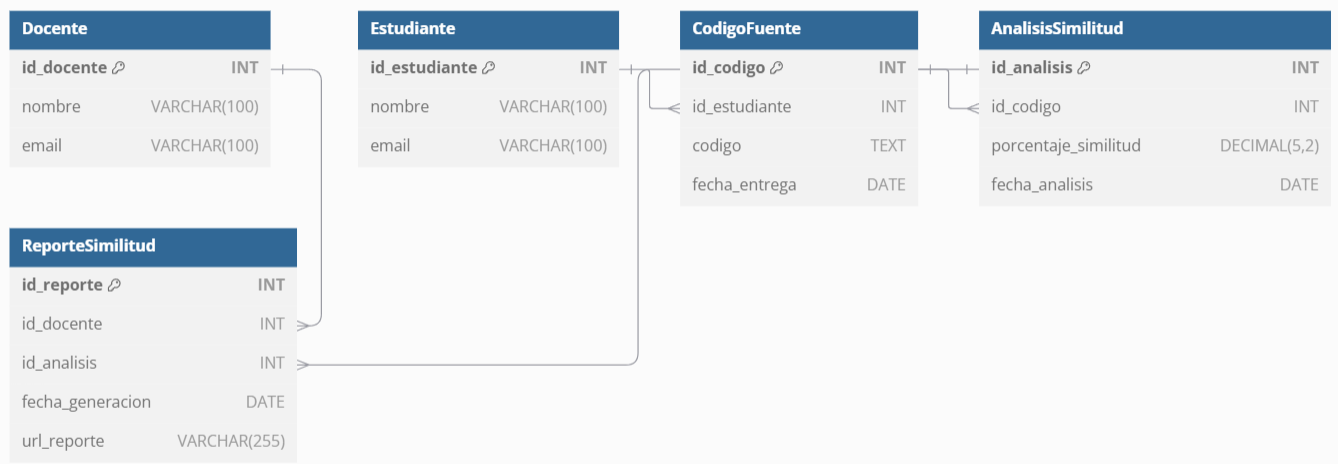 Docente
id_docente INT
nombre VARCHAR(100)
email VARCHAR(100)
Estudiante
id_estudiante INT
nombre VARCHAR(100)
email VARCHAR(100)
CodigoFuente
id_codigo INT
id_estudiante INT
codigo TEXT
fecha_entrega DATE
AnalisisSimilitud
id_analisis INT
id_codigo INT
porcentaje_similitud DECIMAL(5,2)
fecha_analisis DATE
ReporteSimilitud
id_reporte INT
id_docente INT
id_analisis INT
fecha_generacion DATE
url_reporte VARCHAR(255)